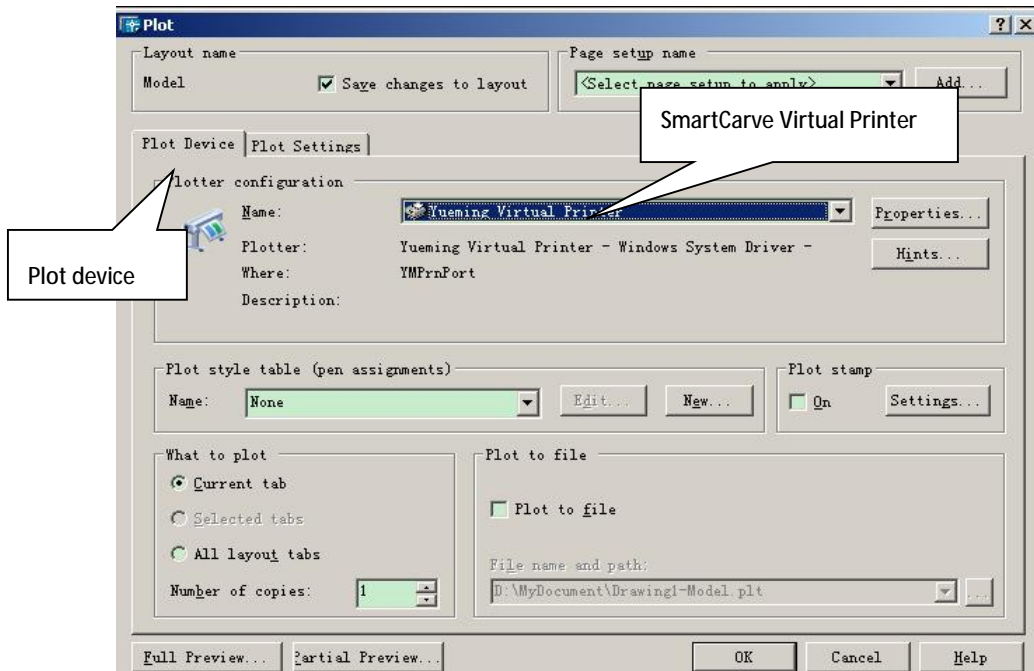 Plot
Layout name
Model
Save changes to layout
Page setup name
<Select page setup to apply>
Add...
SmartCarve Virtual Printer
Plot Device
Plot Settings
Plotter configuration
Name:
Yueming Virtual Printer
Properties...
Plotter:
Yueming Virtual Printer - Windows System Driver -
Hints...
Where:
YMPrnPort
Description:
Plot device
Plot style table (pen assignments)
Name:
None
Edit...
New...
Plot stamp
On
Settings...
What to plot
Current tab
Selected tabs
All layout tabs
Number of copies:
1
Plot to file
Plot to file
File name and path:
D:\MyDocument\Drawing1-Model.plt
...
Full Preview...
Partial Preview...
OK
Cancel
Help